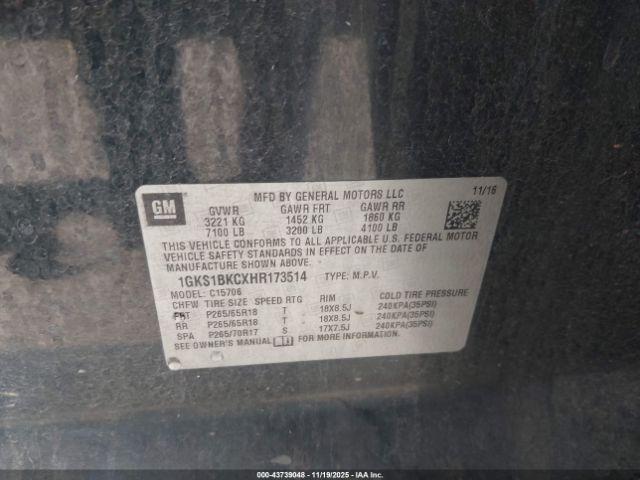 GM
MFD BY GENERAL MOTORS LLC
11/16
GVWR GAWR FRT GAWR RR
3221 KG 1452 KG 1860 KG
7100 LB 3200 LB 4100 LB
THIS VEHICLE CONFORMS TO ALL APPLICABLE U.S. FEDERAL MOTOR
VEHICLE SAFETY STANDARDS IN EFFECT ON THE DATE OF
MANUFACTURE SHOWN ABOVE.
1GKS1BKCXHR173514 TYPE: M.P.V.
MODEL: C15706
CHFW TIRE SIZE SPEED RTG RIM COLD TIRE PRESSURE
FRT P265/65R18 T 18X8.5J 240KPA(35PSI)
RR P265/65R18 T 18X8.5J 240KPA(35PSI)
SPA P265/70R17 S 17X7.5J 240KPA(35PSI)
SEE OWNER'S MANUAL FOR MORE INFORMATION.
000-43739048 - 11/19/2025 - IAAI.CA